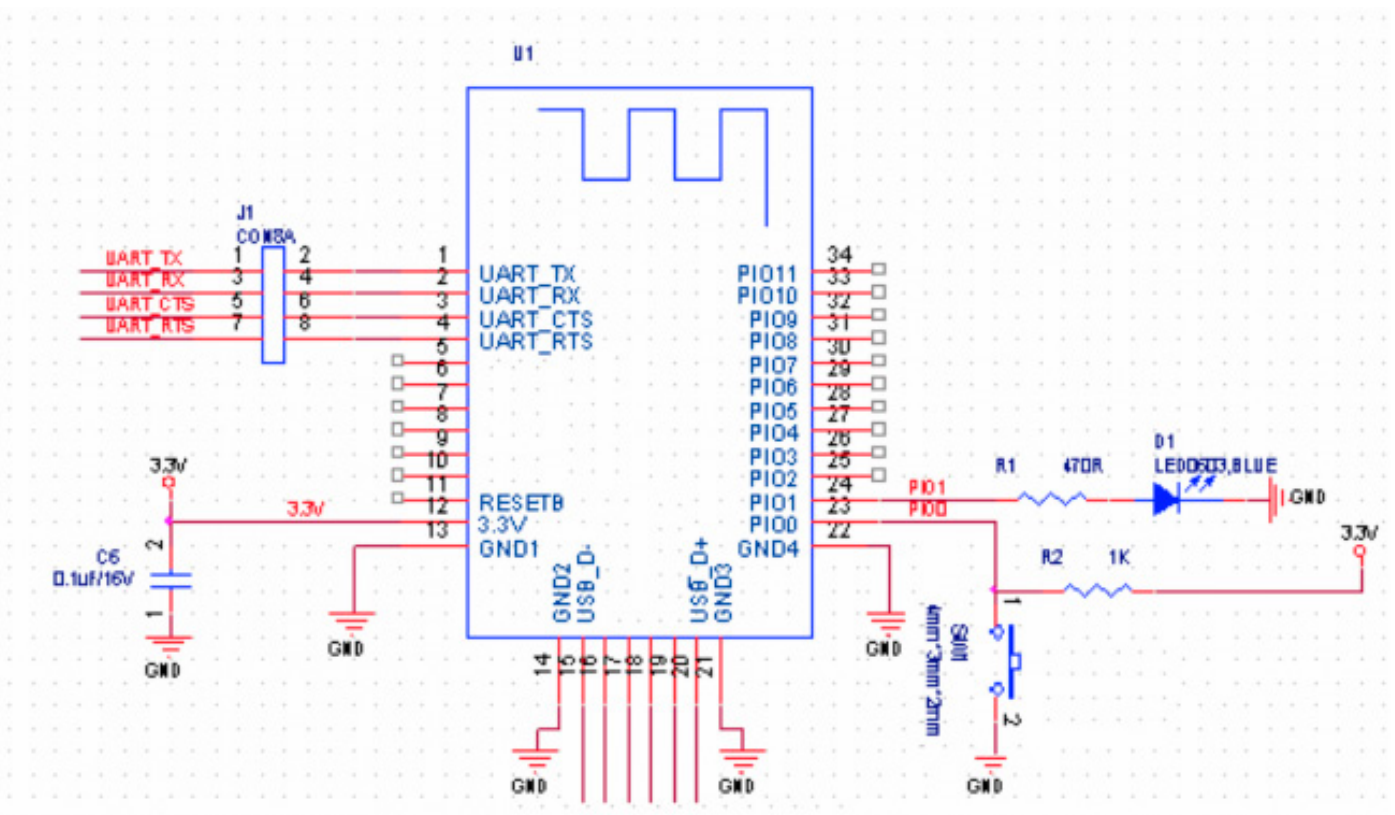 U1
J1
CON8A
UART_TX
UART_RX
UART_CTS
UART_RTS
1
3
5
7
2
4
6
8
1
2
3
4
5
6
7
8
9
10
11
12
13
UART_TX
UART_RX
UART_CTS
UART_RTS
RESETB
3.3V
GND1
PIO11
PIO10
PIO9
PIO8
PIO7
PIO6
PIO5
PIO4
PIO3
PIO2
PIO1
PIO0
GND4
34
33
32
31
30
29
28
27
26
25
24
23
22
GND2
USB_D-
USB_D+
GND3
14
15
16
17
18
19
20
21
3.3V
3.3V
2
C6
0.1uF/16V
1
GND
GND
GND
GND
GND
PIO1
PIO0
R1
470R
D1
LED0603,BLUE
GND
R2
1K
3.3V
1
SW1
4mm*3mm*2mm
2
GND